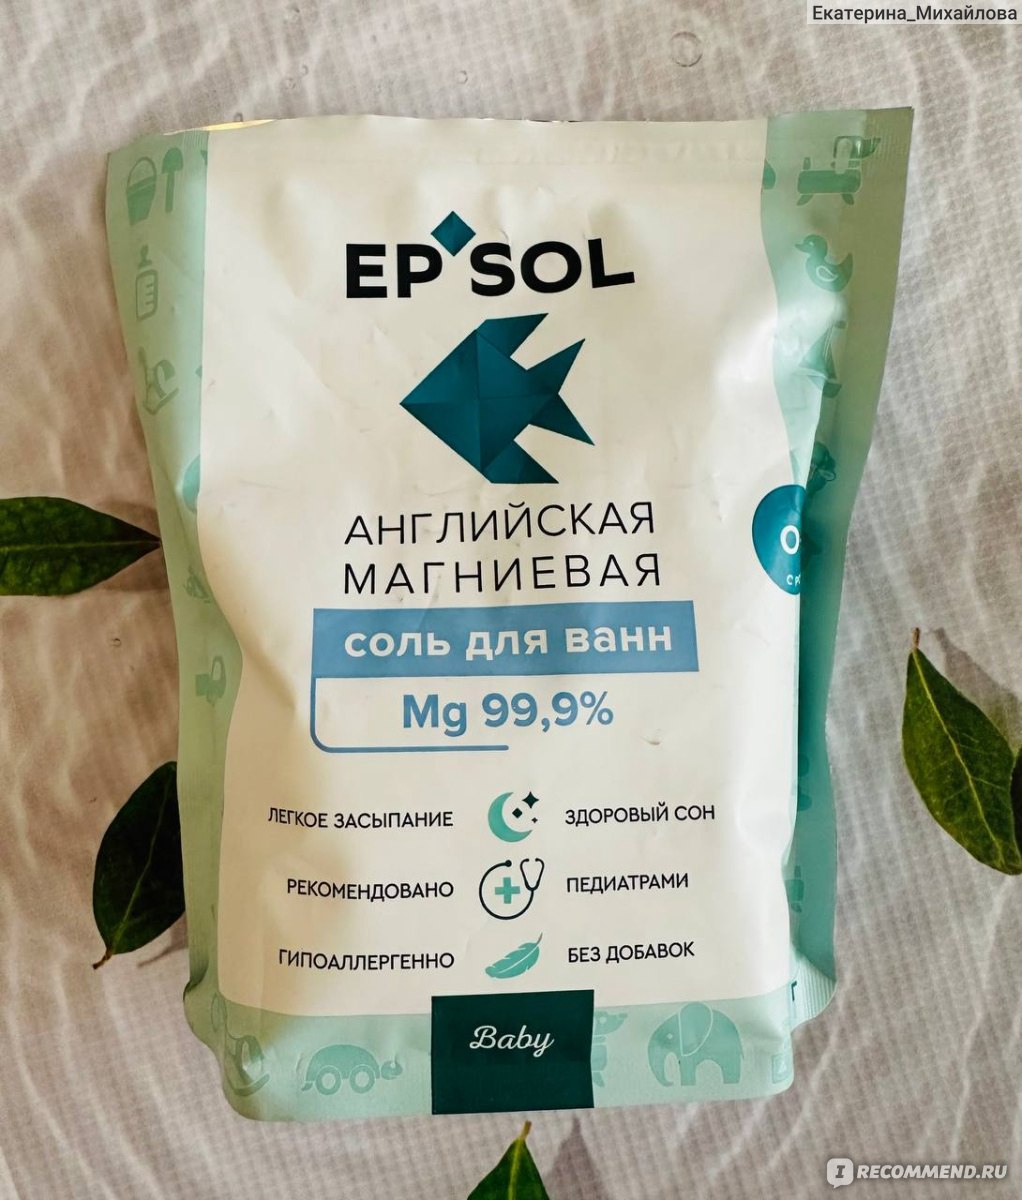 Екатерина_Михайлова
EP SOL
АНГЛИЙСКАЯ
МАГНИЕВАЯ
соль для ванн
Mg 99,9%
ЛЕГКОЕ ЗАСЫПАНИЕ ЗДОРОВЫЙ СОН
РЕКОМЕНДОВАНО ПЕДИАТРАМИ
ГИПОАЛЛЕРГЕННО БЕЗ ДОБАВОК
Baby
IRECOMMEND.RU